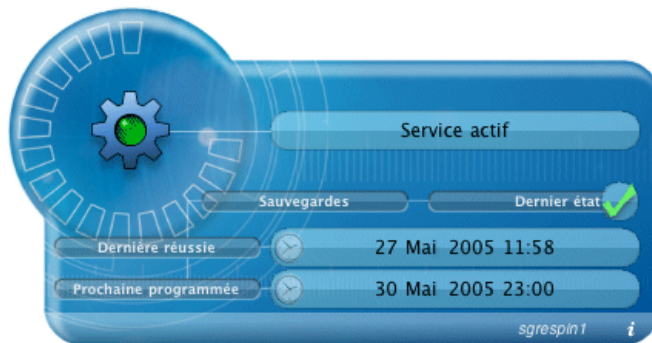 Service actif
Sauvegardes Dernier état
Dernière réussie 27 Mai 2005 11:58
Prochaine programmée 30 Mai 2005 23:00
sgrespin1 i